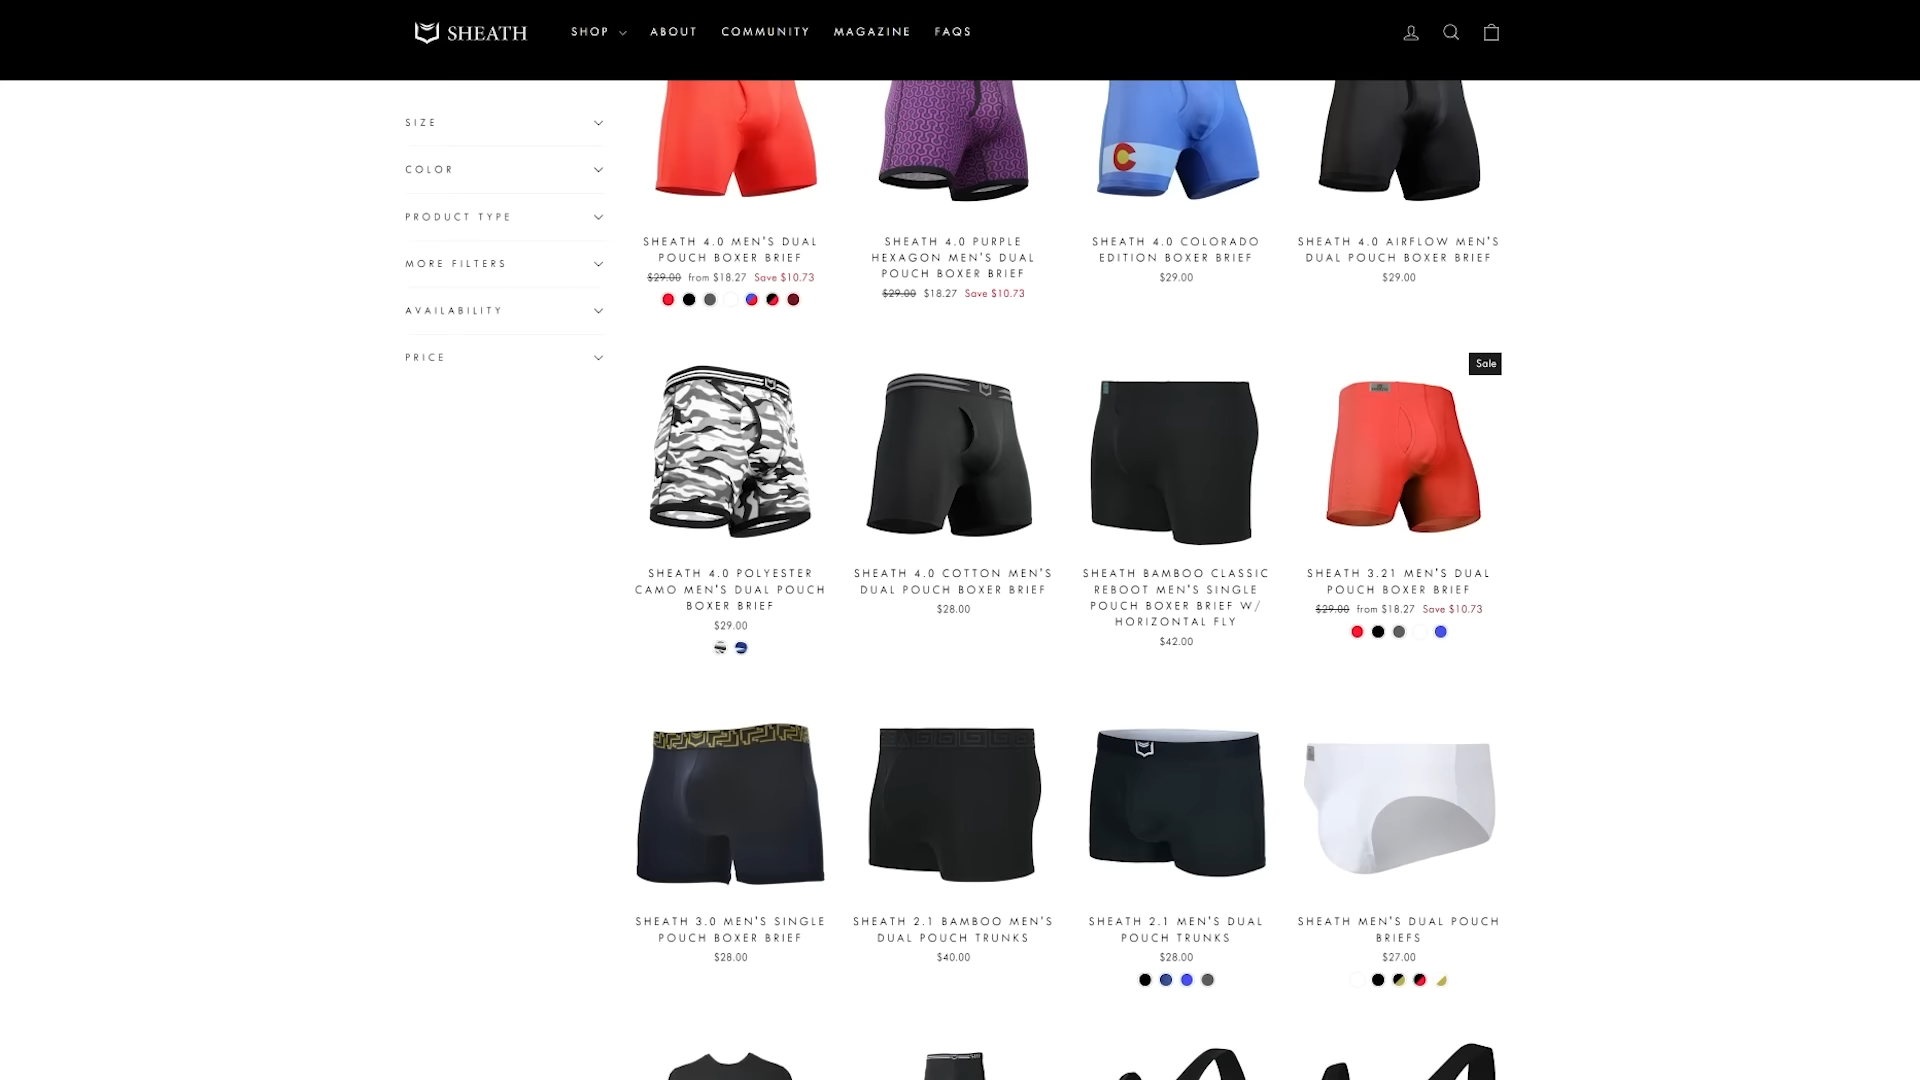 SHEATH
SHOP
ABOUT
COMMUNITY
MAGAZINE
FAQS
SIZE
COLOR
PRODUCT TYPE
MORE FILTERS
AVAILABILITY
PRICE
SHEATH 4.0 MEN'S DUAL
POUCH BOXER BRIEF
$29.00 from $18.27 Save $10.73
SHEATH 4.0 PURPLE
HEXAGON MEN'S DUAL
POUCH BOXER BRIEF
$29.00 $18.27 Save $10.73
SHEATH 4.0 COLORADO
EDITION BOXER BRIEF
$29.00
SHEATH 4.0 AIRFLOW MEN'S
DUAL POUCH BOXER BRIEF
$29.00
SHEATH 4.0 POLYESTER
CAMO MEN'S DUAL POUCH
BOXER BRIEF
$29.00
SHEATH 4.0 COTTON MEN'S
DUAL POUCH BOXER BRIEF
$28.00
SHEATH BAMBOO CLASSIC
REBOOT MEN'S SINGLE
POUCH BOXER BRIEF W/
HORIZONTAL FLY
$42.00
Sale
SHEATH 3.21 MEN'S DUAL
POUCH BOXER BRIEF
$29.00 from $18.27 Save $10.73
SHEATH 3.0 MEN'S SINGLE
POUCH BOXER BRIEF
$28.00
SHEATH 2.1 BAMBOO MEN'S
DUAL POUCH TRUNKS
$40.00
SHEATH 2.1 MEN'S DUAL
POUCH TRUNKS
$28.00
SHEATH MEN'S DUAL POUCH
BRIEFS
$27.00